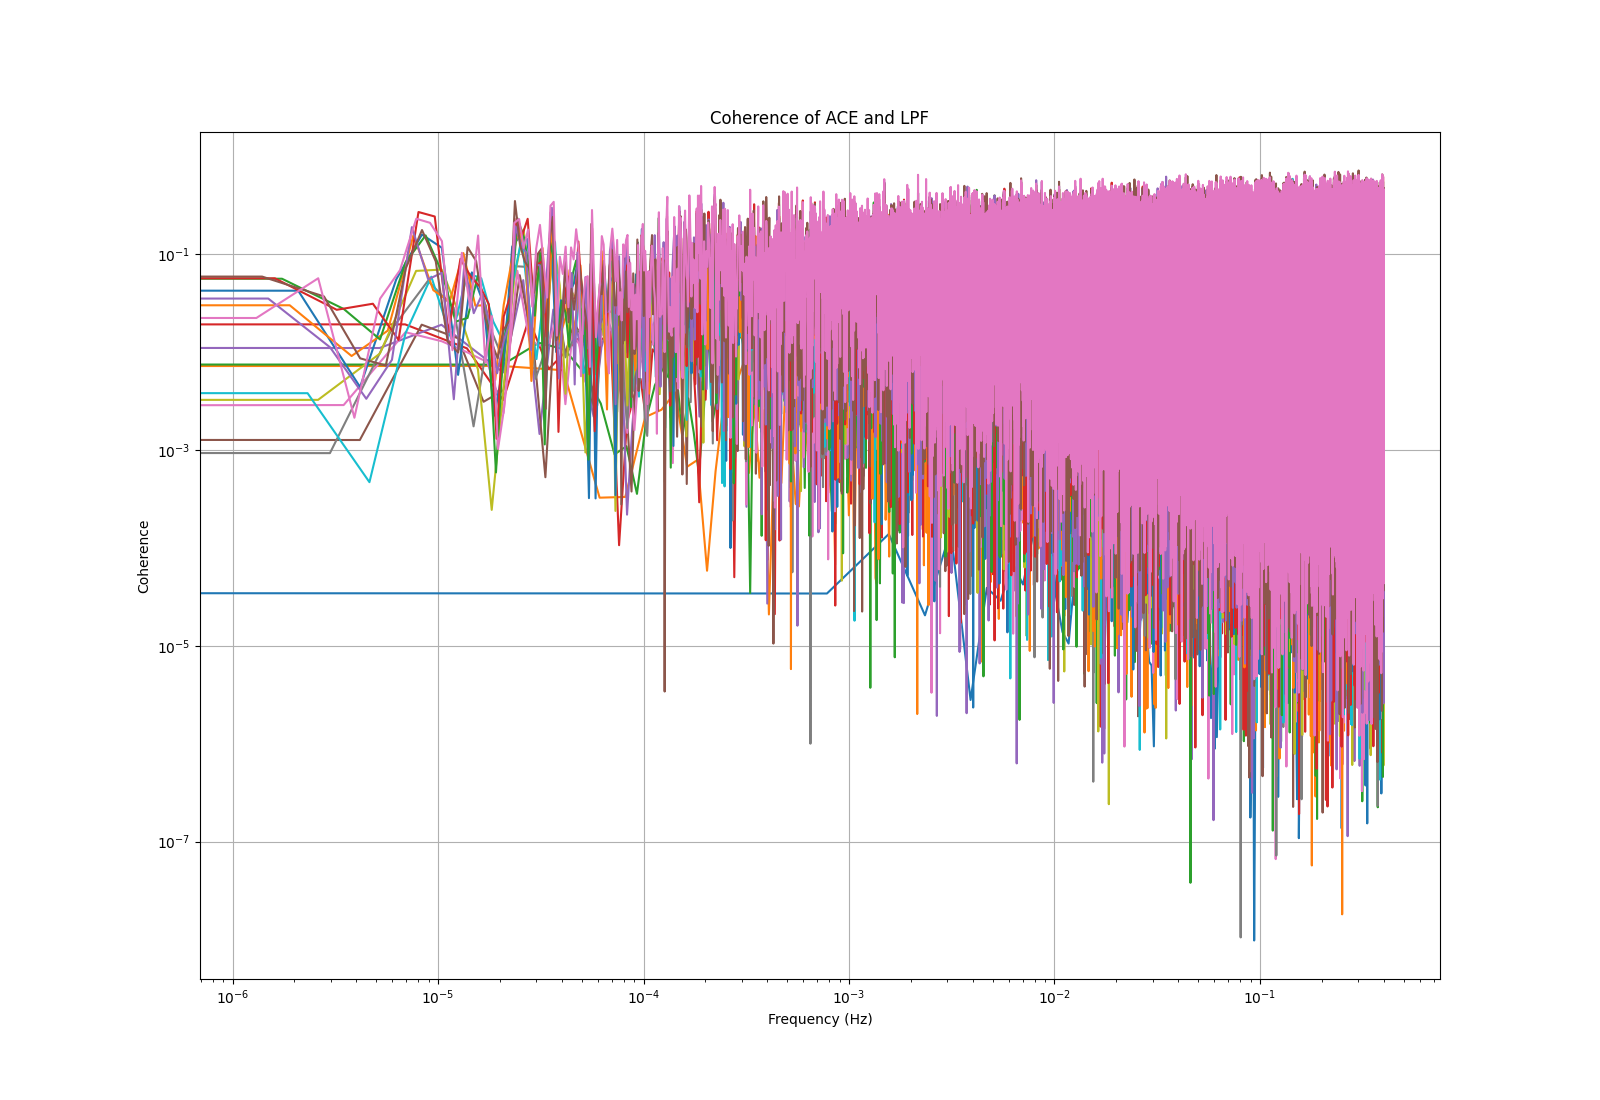 Coherence of ACE and LPF
10⁻¹
10⁻³
10⁻⁵
10⁻⁷
Coherence
10⁻⁶ 10⁻⁵ 10⁻⁴ 10⁻³ 10⁻² 10⁻¹
Frequency (Hz)